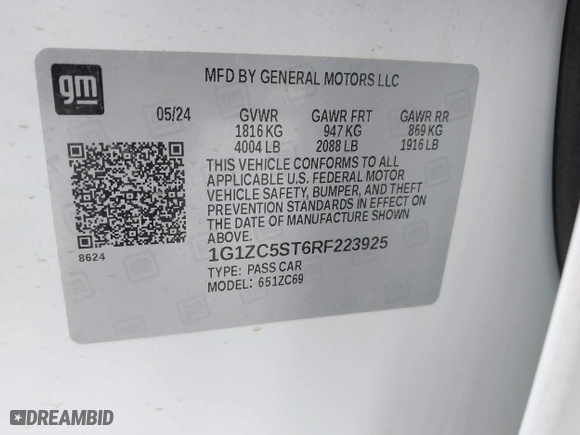 gm
MFD BY GENERAL MOTORS LLC
05/24 GVWR GAWR FRT GAWR RR
1816 KG 947 KG 869 KG
4004 LB 2088 LB 1916 LB
THIS VEHICLE CONFORMS TO ALL
APPLICABLE U.S. FEDERAL MOTOR
VEHICLE SAFETY, BUMPER, AND THEFT
PREVENTION STANDARDS IN EFFECT ON
THE DATE OF MANUFACTURE SHOWN
ABOVE.
8624
1G1ZC5ST6RF223925
TYPE: PASS CAR
MODEL: 651ZC69
DREAMBID